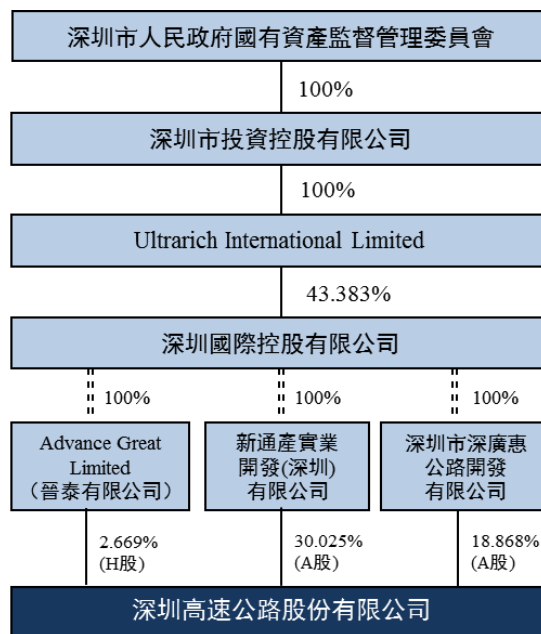 深圳市人民政府國有資產監督管理委員會
100%
深圳市投資控股有限公司
100%
Ultrarich International Limited
43.383%
深圳國際控股有限公司
100%
100%
100%
Advance Great
Limited
（晉泰有限公司）
新通產實業
開發(深圳)
有限公司
深圳市深廣惠
公路開發
有限公司
2.669%
(H股)
30.025%
(A股)
18.868%
(A股)
深圳高速公路股份有限公司